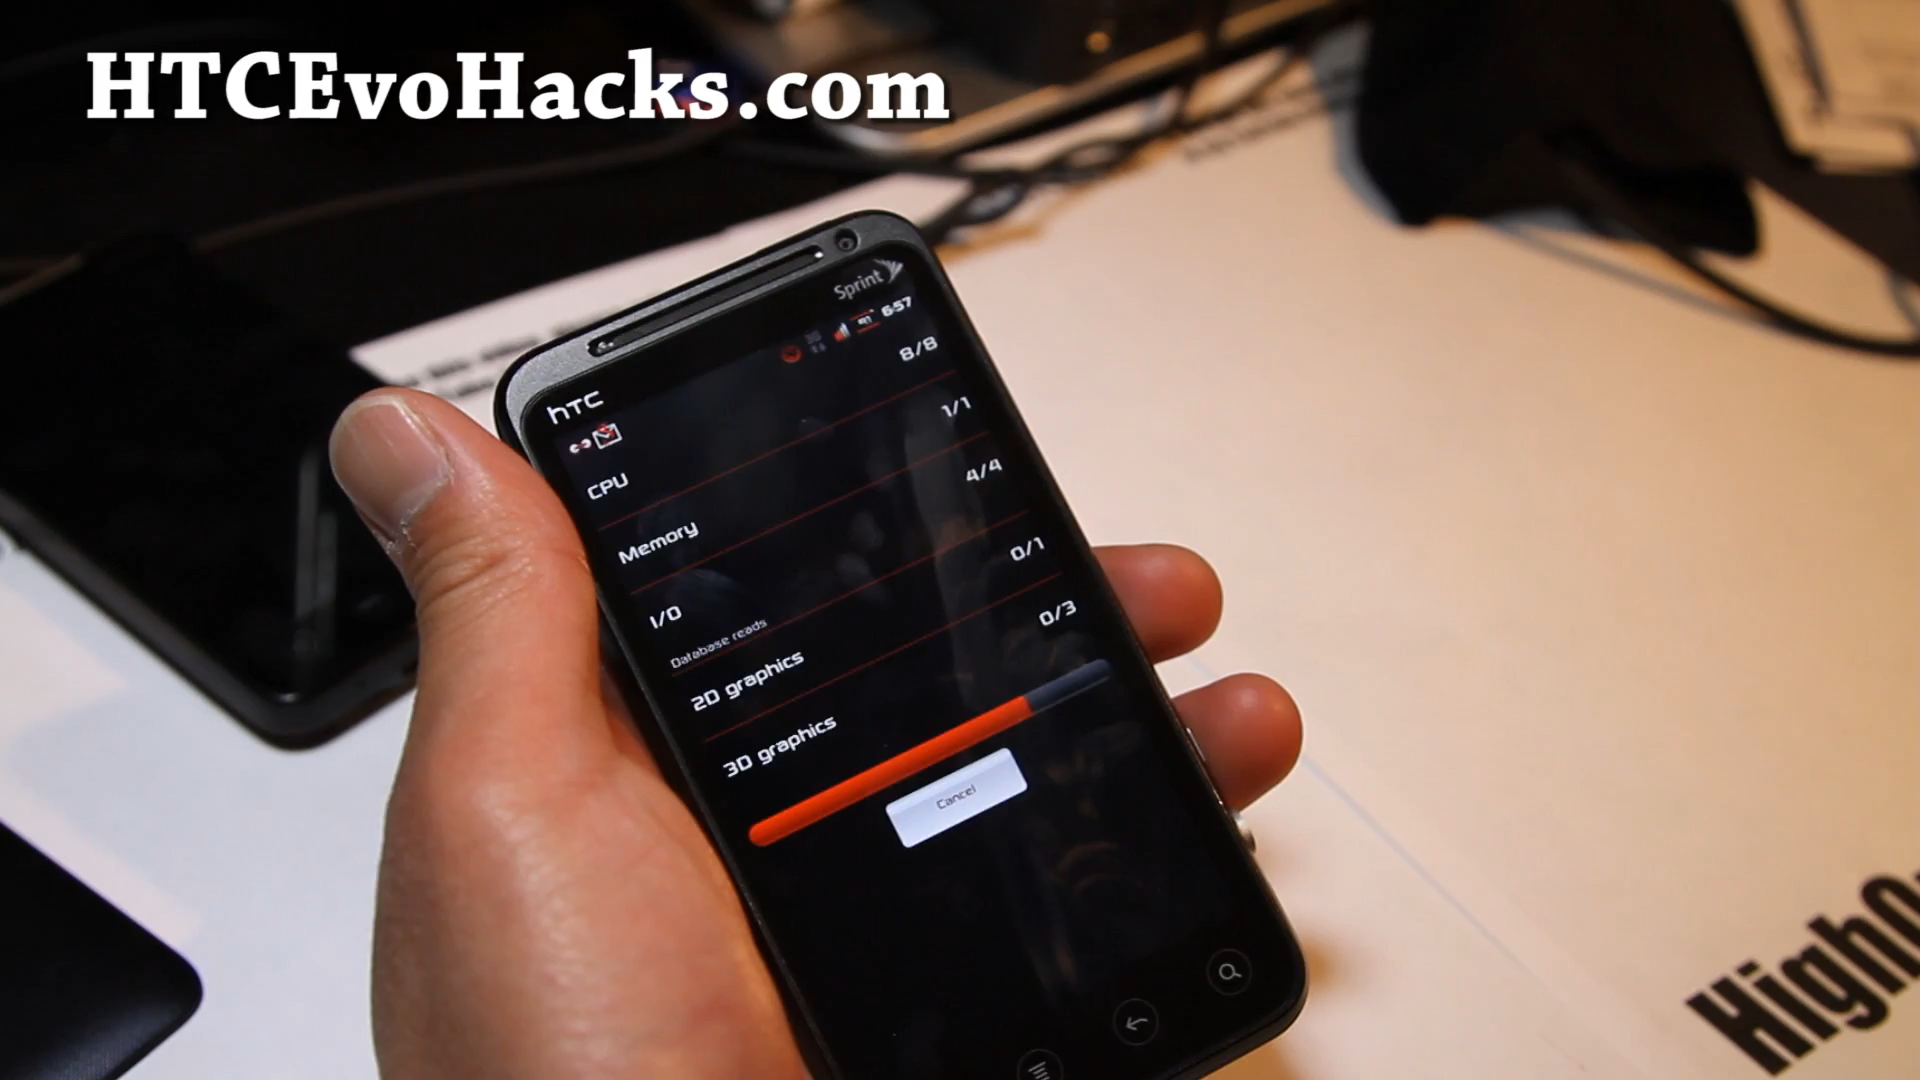 HTCEvoHacks.com
Sprint
6:57
hTC
CPU 8/8
Memory 1/1
I/O 4/4
Database reads
2D graphics 0/1
3D graphics 0/3
Cancel